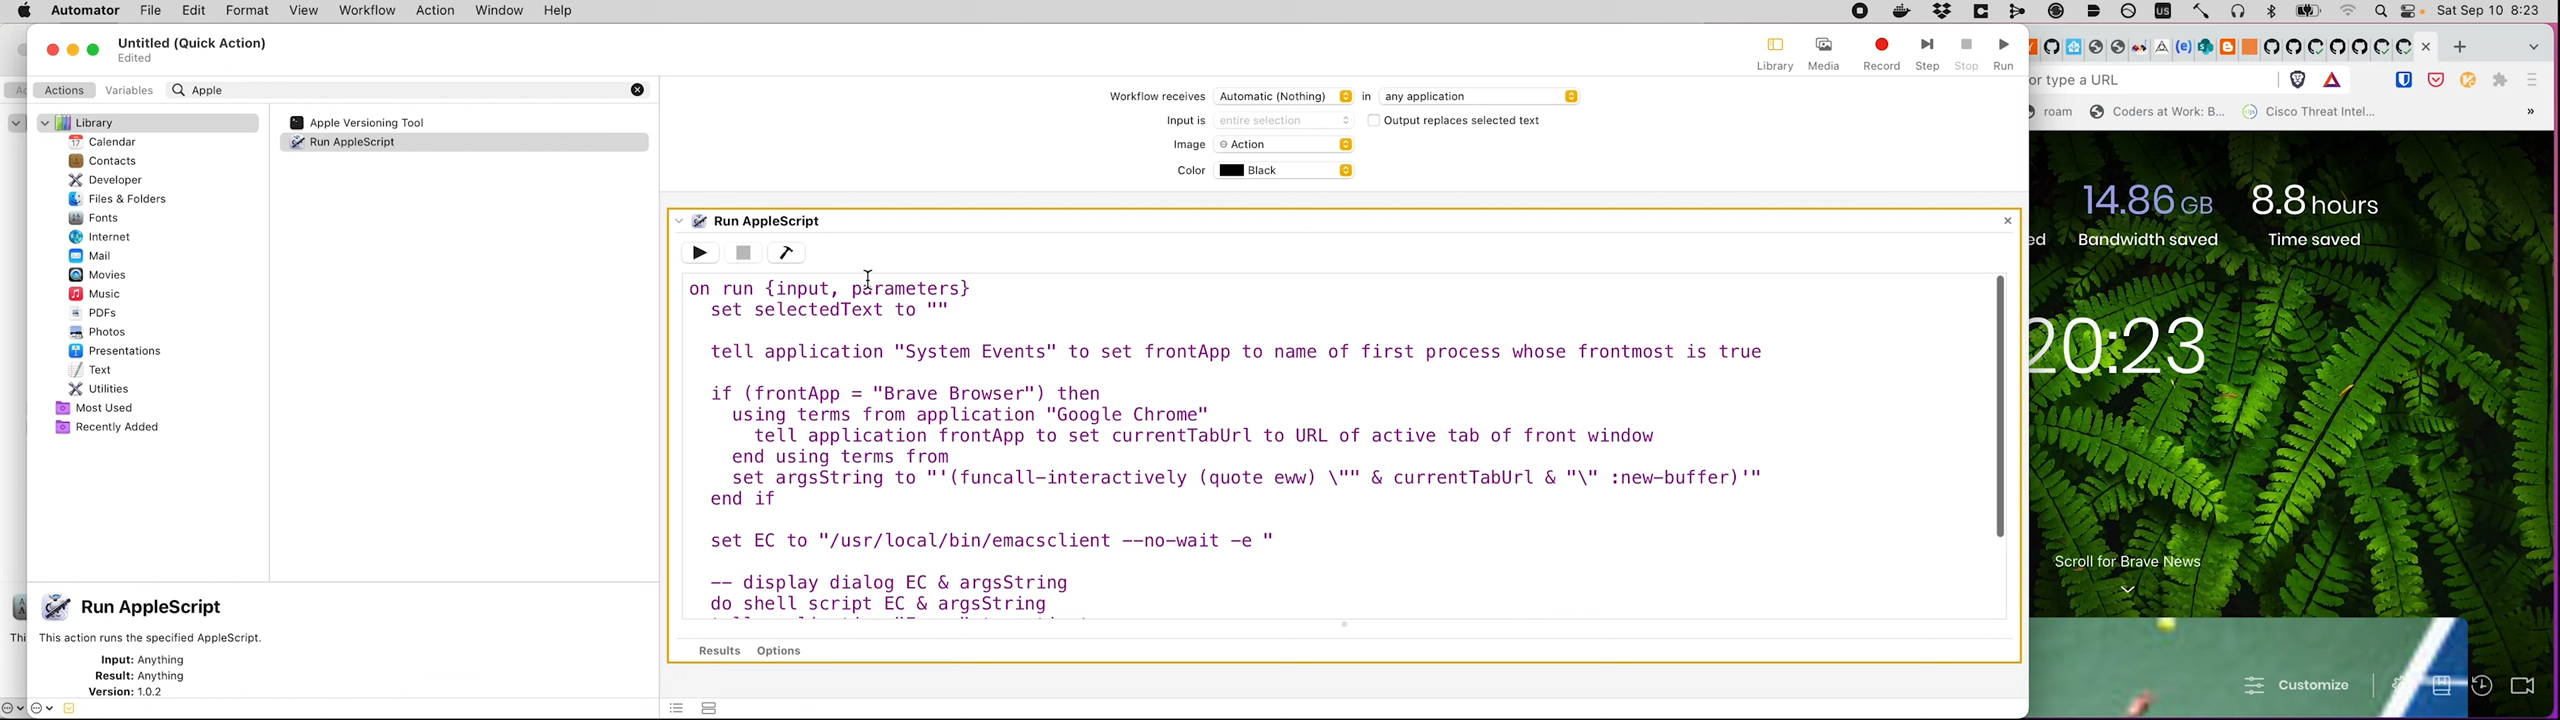 Automator File Edit Format View Workflow Action Window Help
US
Sat Sep 10 8:23
Untitled (Quick Action)
Edited
Library Media Record Step Stop Run
Actions Variables Apple
Workflow receives Automatic (Nothing) in any application
Input is entire selection Output replaces selected text
Image Action
Color Black
Library
Calendar
Contacts
Developer
Files & Folders
Fonts
Internet
Mail
Movies
Music
PDFs
Photos
Presentations
Text
Utilities
Most Used
Recently Added
Apple Versioning Tool
Run AppleScript
Run AppleScript
on run {input, parameters}
set selectedText to ""
tell application "System Events" to set frontApp to name of first process whose frontmost is true
if (frontApp = "Brave Browser") then
using terms from application "Google Chrome"
tell application frontApp to set currentTabUrl to URL of active tab of front window
end using terms from
set argsString to "'(funcall-interactively (quote eww) \"" & currentTabUrl & "\" :new-buffer)'"
end if
set EC to "/usr/local/bin/emacsclient --no-wait -e "
-- display dialog EC & argsString
do shell script EC & argsString
Results Options
Run AppleScript
This action runs the specified AppleScript.
Input: Anything
Result: Anything
Version: 1.0.2
Thi
or type a URL
roam Coders at Work: B... Cisco Threat Intel... »
14.86 GB 8.8 hours
ed Bandwidth saved Time saved
20:23
Scroll for Brave News
Customize